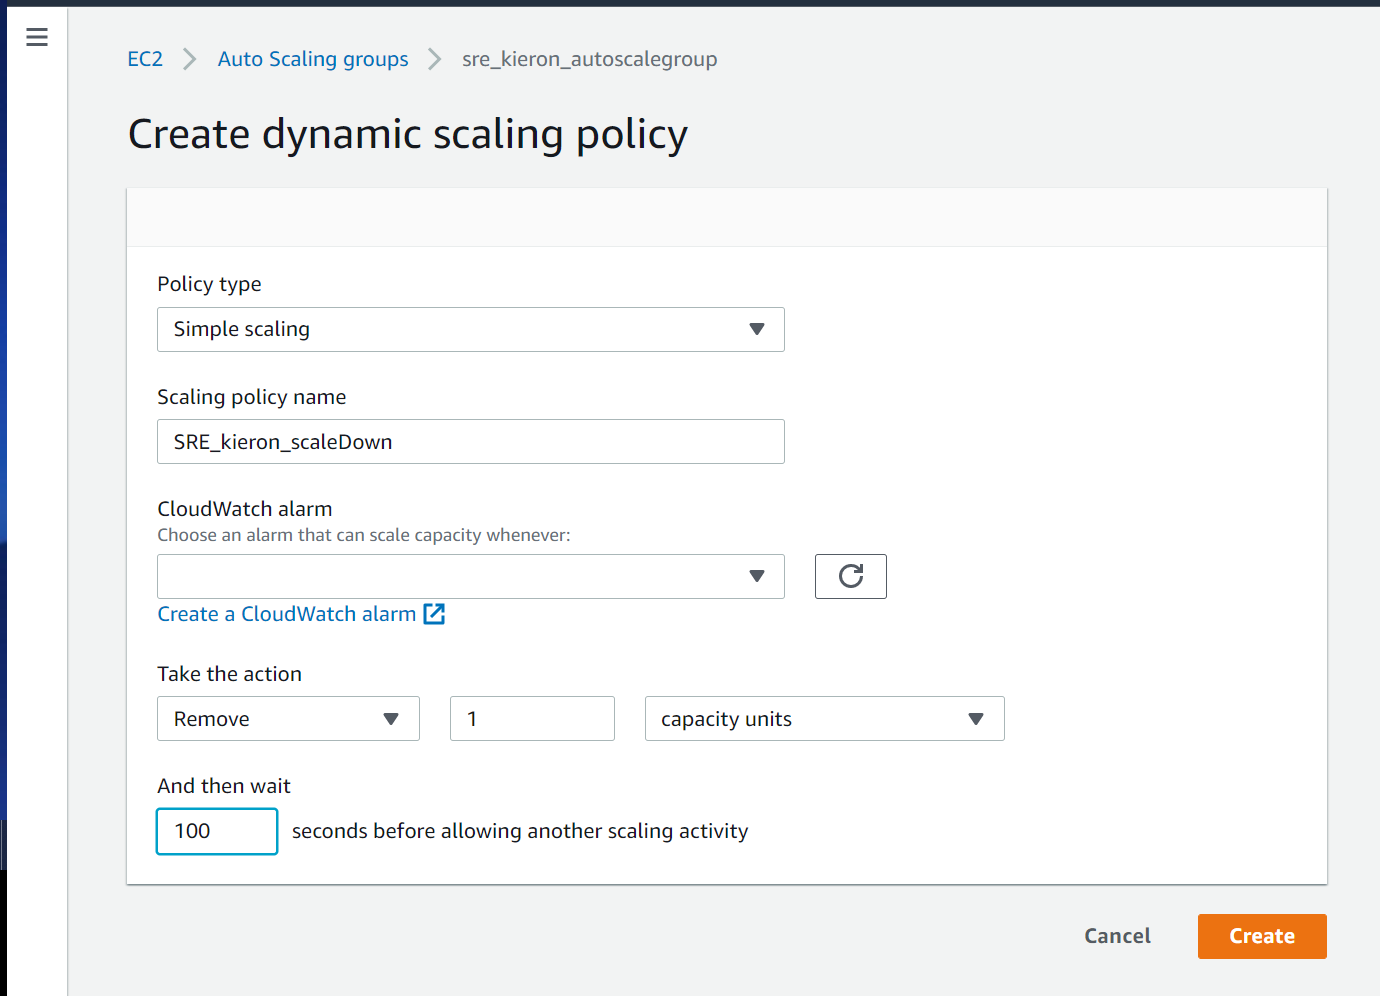 EC2 > Auto Scaling groups > sre_kieron_autoscalegroup
Create dynamic scaling policy
Policy type
Simple scaling
Scaling policy name
SRE_kieron_scaleDown
CloudWatch alarm
Choose an alarm that can scale capacity whenever:
Create a CloudWatch alarm
Take the action
Remove 1 capacity units
And then wait
100 seconds before allowing another scaling activity
Cancel Create